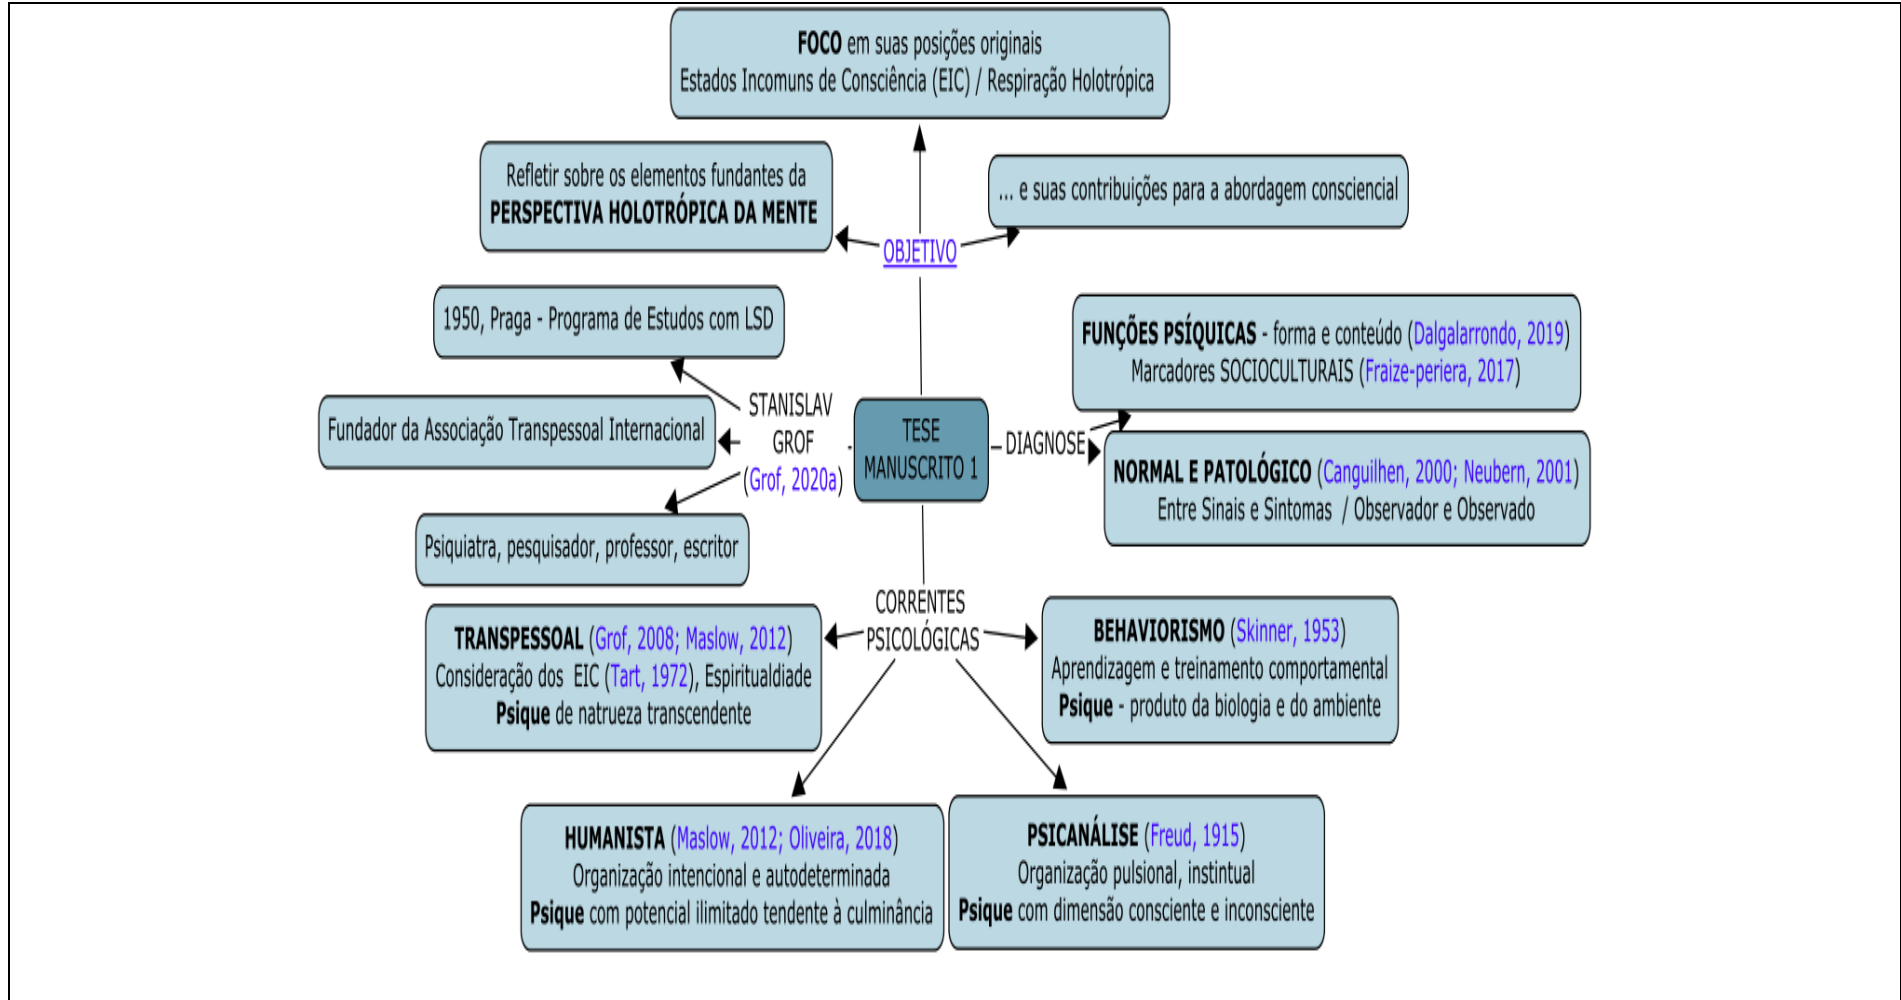 FOCO em suas posições originais
Estados Incomuns de Consciência (EIC) / Respiração Holotrópica
Refletir sobre os elementos fundantes da
PERSPECTIVA HOLOTRÓPICA DA MENTE
... e suas contribuições para a abordagem consciencial
OBJETIVO
1950, Praga - Programa de Estudos com LSD
Fundador da Associação Transpessoal Internacional
Psiquiatra, pesquisador, professor, escritor
STANISLAV
GROF
(Grof, 2020a)
TESE
MANUSCRITO 1
DIAGNOSE
FUNÇÕES PSÍQUICAS - forma e conteúdo (Dalgalarrondo, 2019)
Marcadores SOCIOCULTURAIS (Fraize-periera, 2017)
NORMAL E PATOLÓGICO (Canguilhen, 2000; Neubern, 2001)
Entre Sinais e Sintomas / Observador e Observado
CORRENTES
PSICOLÓGICAS
TRANSPESSOAL (Grof, 2008; Maslow, 2012)
Consideração dos EIC (Tart, 1972), Espiritualdiade
Psique de natrueza transcendente
BEHAVIORISMO (Skinner, 1953)
Aprendizagem e treinamento comportamental
Psique - produto da biologia e do ambiente
HUMANISTA (Maslow, 2012; Oliveira, 2018)
Organização intencional e autodeterminada
Psique com potencial ilimitado tendente à culminância
PSICANÁLISE (Freud, 1915)
Organização pulsional, instintual
Psique com dimensão consciente e inconsciente